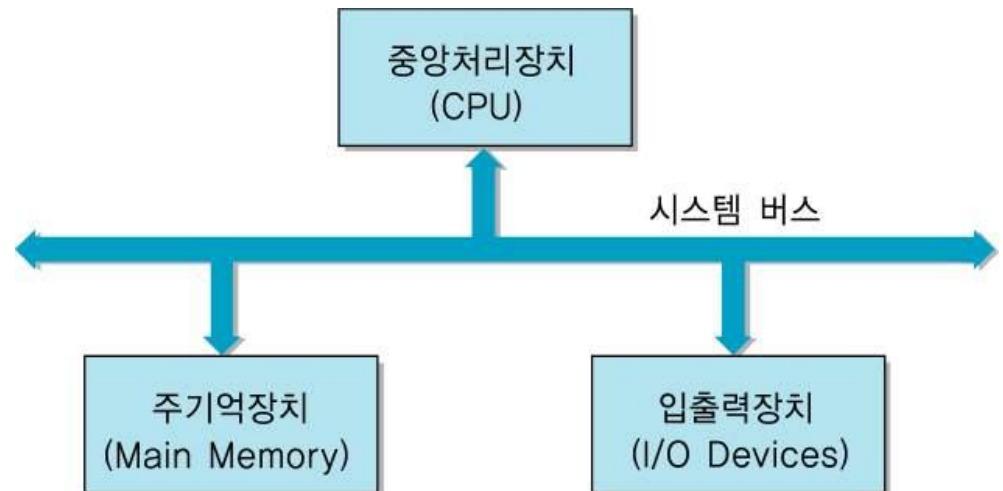 중앙처리장치
(CPU)
시스템 버스
주기억장치
(Main Memory)
입출력장치
(I/O Devices)